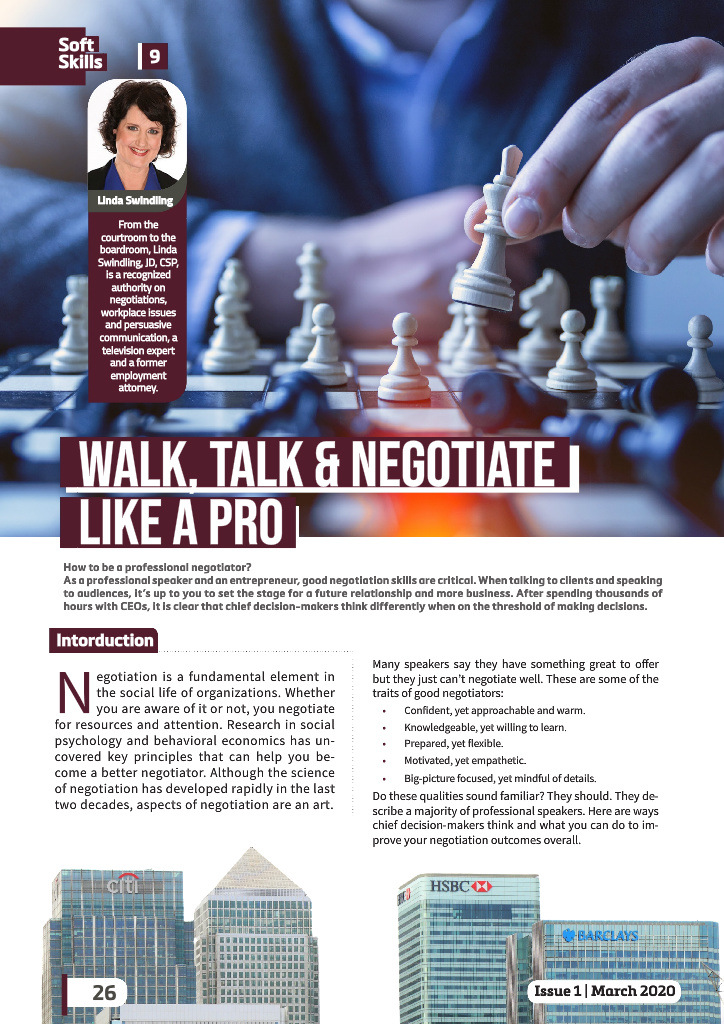 Soft
Skills
9
Linda Swindling
From the
courtroom to the
boardroom, Linda
Swindling, JD, CSP,
is a recognized
authority on
negotiations,
workplace issues
and persuasive
communication, a
television expert
and a former
employment
attorney.
WALK, TALK & NEGOTIATE
LIKE A PRO
How to be a professional negotiator?
As a professional speaker and an entrepreneur, good negotiation skills are critical. When talking to clients and speaking
to audiences, it's up to you to set the stage for a future relationship and more business. After spending thousands of
hours with CEOs, it is clear that chief decision-makers think differently when on the threshold of making decisions.
Intorduction
Negotiation is a fundamental element in
the social life of organizations. Whether
you are aware of it or not, you negotiate
for resources and attention. Research in social
psychology and behavioral economics has un-
covered key principles that can help you be-
come a better negotiator. Although the science
of negotiation has developed rapidly in the last
two decades, aspects of negotiation are an art.
Many speakers say they have something great to offer
but they just can't negotiate well. These are some of the
traits of good negotiators:
• Confident, yet approachable and warm.
• Knowledgeable, yet willing to learn.
• Prepared, yet flexible.
• Motivated, yet empathetic.
• Big-picture focused, yet mindful of details.
Do these qualities sound familiar? They should. They de-
scribe a majority of professional speakers. Here are ways
chief decision-makers think and what you can do to im-
prove your negotiation outcomes overall.
citi
HSBC
BARCLAYS
26
Issue 1 | March 2020